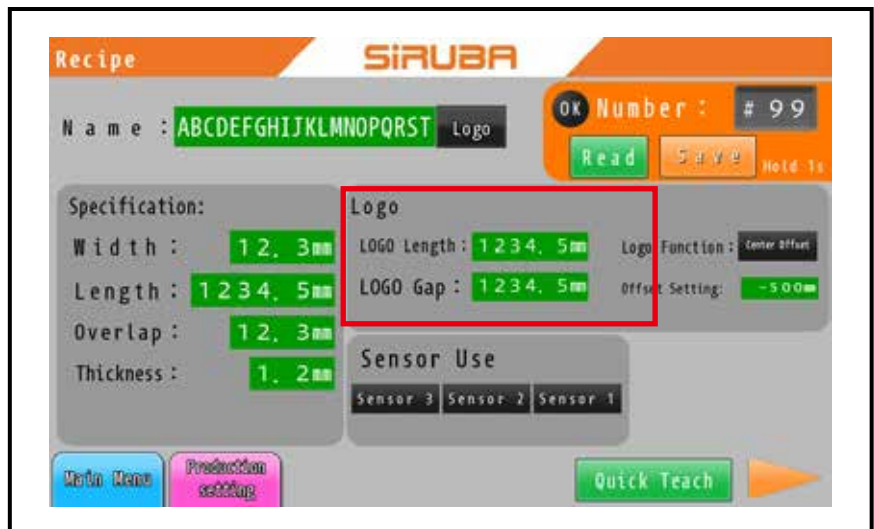 Recipe
SiRUBA
Name : ABCDEFGHIJKLMNOPQRST Logo
OK Number : # 99
Read Save Hold 1s
Specification:
Width : 12. 3mm
Length : 1234. 5mm
Overlap : 12. 3mm
Thickness : 1. 2mm
Logo
LOGO Length : 1234. 5mm
LOGO Gap : 1234. 5mm
Logo Function : Center Offset
Offset Setting: -500mm
Sensor Use
Sensor 3 Sensor 2 Sensor 1
Main Menu
Production
setting
Quick Teach